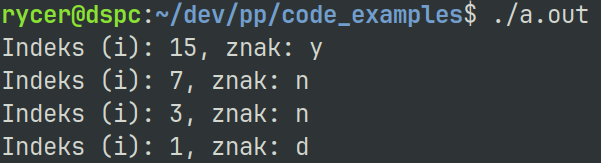 rycer@dspc:~/dev/pp/code_examples$ ./a.out
Indeks (i): 15, znak: y
Indeks (i): 7, znak: n
Indeks (i): 3, znak: n
Indeks (i): 1, znak: d